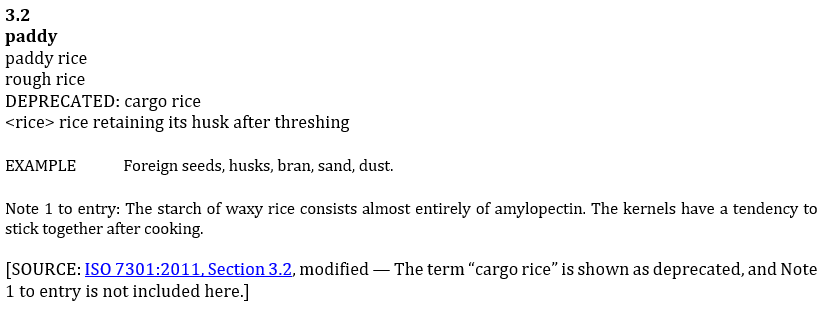 3.2
paddy
paddy rice
rough rice
DEPRECATED: cargo rice
<rice> rice retaining its husk after threshing
EXAMPLE Foreign seeds, husks, bran, sand, dust.
Note 1 to entry: The starch of waxy rice consists almost entirely of amylopectin. The kernels have a tendency to
stick together after cooking.
[SOURCE: ISO 7301:2011, Section 3.2, modified — The term “cargo rice” is shown as deprecated, and Note
1 to entry is not included here.]